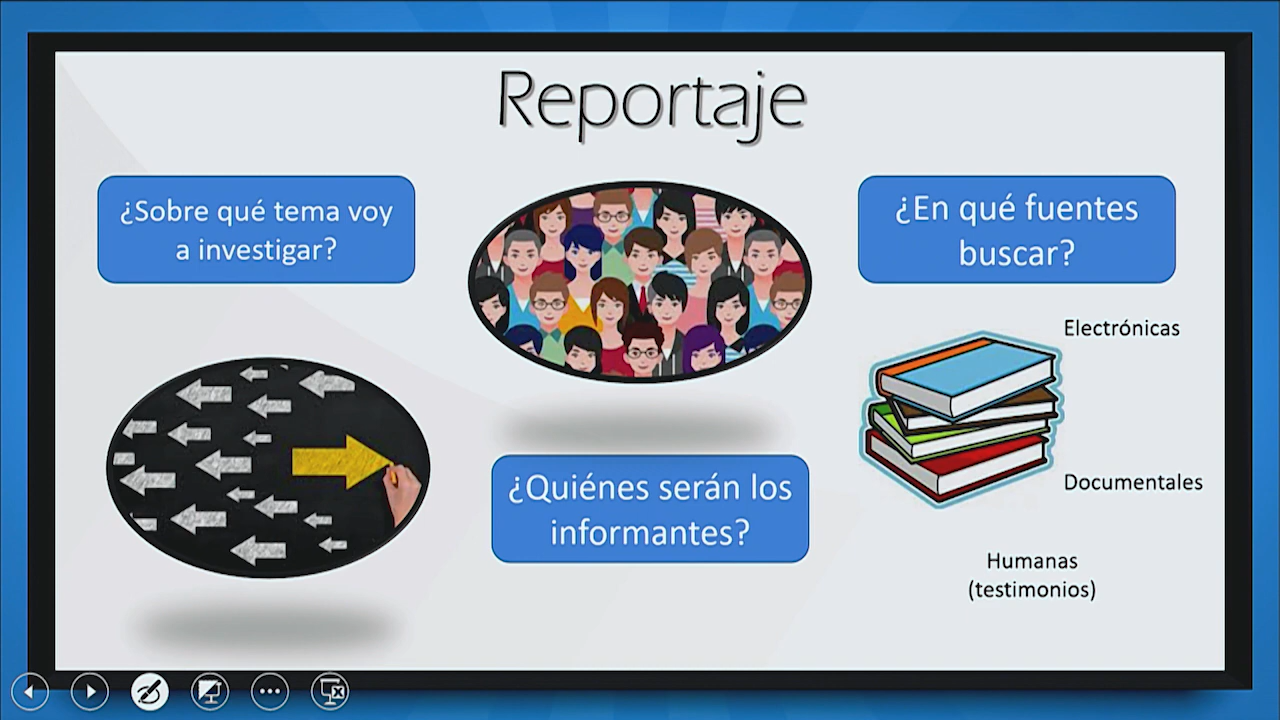 Reportaje
¿Sobre qué tema voy
a investigar?
¿Quiénes serán los
informantes?
¿En qué fuentes
buscar?
Electrónicas
Documentales
Humanas
(testimonios)